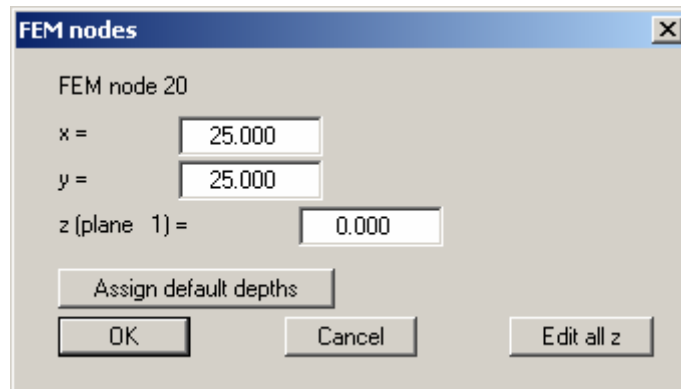 FEM nodes
FEM node 20
x = 25.000
y = 25.000
z (plane 1) = 0.000
Assign default depths
OK Cancel Edit all z